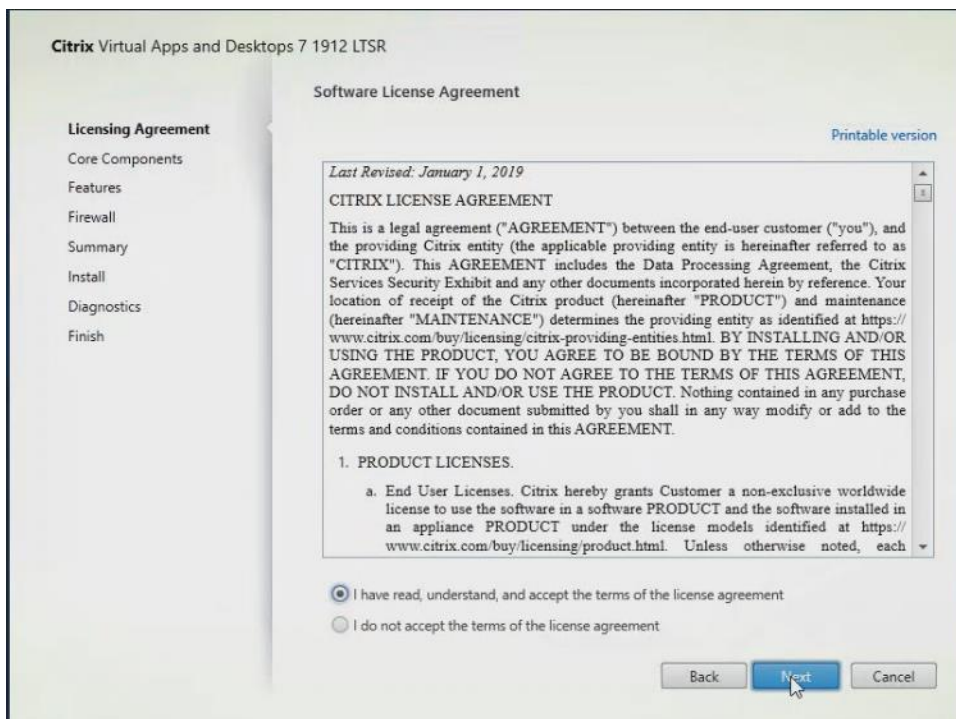 Citrix Virtual Apps and Desktops 7 1912 LTSR
Licensing Agreement
Core Components
Features
Firewall
Summary
Install
Diagnostics
Finish
Software License Agreement
Printable version
Last Revised: January 1, 2019
CITRIX LICENSE AGREEMENT
This is a legal agreement ("AGREEMENT") between the end-user customer ("you"), and
the providing Citrix entity (the applicable providing entity is hereinafter referred to as
"CITRIX"). This AGREEMENT includes the Data Processing Agreement, the Citrix
Services Security Exhibit and any other documents incorporated herein by reference. Your
location of receipt of the Citrix product (hereinafter "PRODUCT") and maintenance
(hereinafter "MAINTENANCE") determines the providing entity as identified at https://
www.citrix.com/buy/licensing/citrix-providing-entities.html. BY INSTALLING AND/OR
USING THE PRODUCT, YOU AGREE TO BE BOUND BY THE TERMS OF THIS
AGREEMENT. IF YOU DO NOT AGREE TO THE TERMS OF THIS AGREEMENT,
DO NOT INSTALL AND/OR USE THE PRODUCT. Nothing contained in any purchase
order or any other document submitted by you shall in any way modify or add to the
terms and conditions contained in this AGREEMENT.
1. PRODUCT LICENSES.
a. End User Licenses. Citrix hereby grants Customer a non-exclusive worldwide
license to use the software in a software PRODUCT and the software installed in
an appliance PRODUCT under the license models identified at https://
www.citrix.com/buy/licensing/product.html. Unless otherwise noted, each
I have read, understand, and accept the terms of the license agreement
I do not accept the terms of the license agreement
Back
Next
Cancel